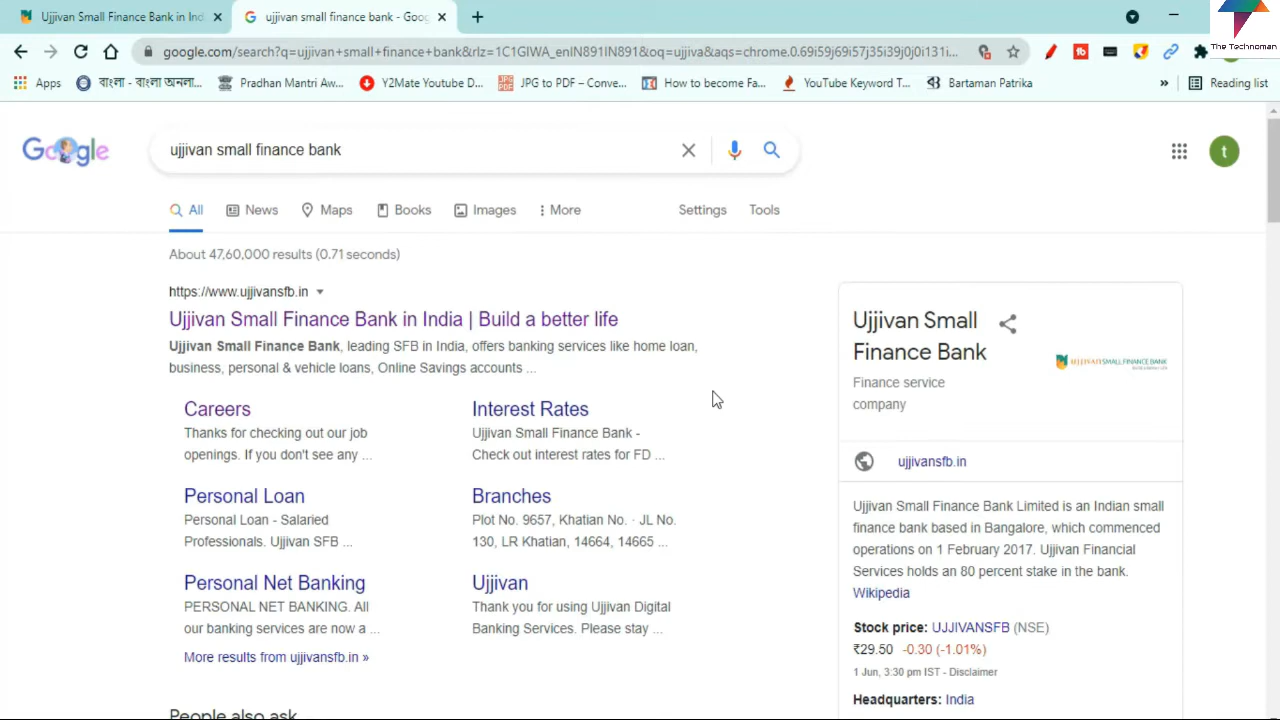 Ujjivan Small Finance Bank in Ind
ujjivan small finance bank - Goog
google.com/search?q=ujjivan+small+finance+bank&rlz=1C1GIWA_enIN891IN891&oq=ujjiva&aqs=chrome.0.69i59j69i57j35i39j0j0i131i...
The Technoman
Apps
বাংলা - বাংলা অনলা...
Pradhan Mantri Aw...
Y2Mate Youtube D...
JPG to PDF – Conve...
How to become Fa...
YouTube Keyword T...
Bartaman Patrika
»
Reading list
Google
ujjivan small finance bank
t
All
News
Maps
Books
Images
More
Settings
Tools
About 47,60,000 results (0.71 seconds)
https://www.ujjivansfb.in
Ujjivan Small Finance Bank in India | Build a better life
Ujjivan Small Finance Bank, leading SFB in India, offers banking services like home loan,
business, personal & vehicle loans, Online Savings accounts ...
Careers
Thanks for checking out our job
openings. If you don't see any ...
Interest Rates
Ujjivan Small Finance Bank -
Check out interest rates for FD ...
Personal Loan
Personal Loan - Salaried
Professionals. Ujjivan SFB ...
Branches
Plot No. 9657, Khatian No. · JL No.
130, LR Khatian, 14664, 14665 ...
Personal Net Banking
PERSONAL NET BANKING. All
our banking services are now a ...
Ujjivan
Thank you for using Ujjivan Digital
Banking Services. Please stay ...
More results from ujjivansfb.in »
People also ask
Ujjivan Small
Finance Bank
UJJIVAN SMALL FINANCE BANK
Finance service
company
ujjivansfb.in
Ujjivan Small Finance Bank Limited is an Indian small
finance bank based in Bangalore, which commenced
operations on 1 February 2017. Ujjivan Financial
Services holds an 80 percent stake in the bank.
Wikipedia
Stock price: UJJIVANSFB (NSE)
₹29.50 -0.30 (-1.01%)
1 Jun, 3:30 pm IST - Disclaimer
Headquarters: India